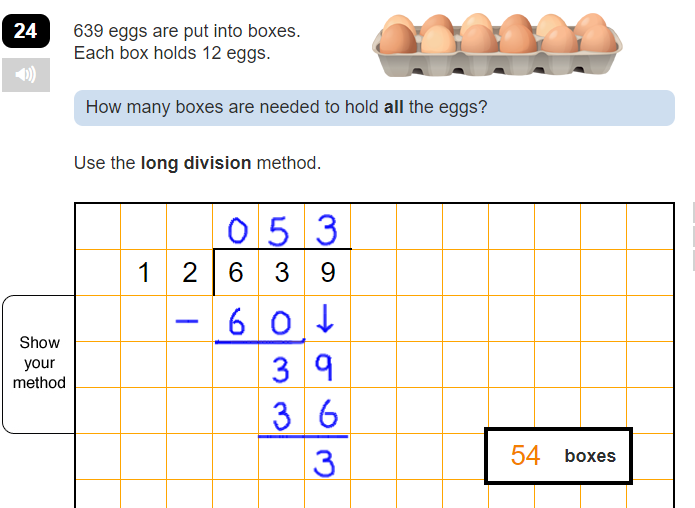 24
639 eggs are put into boxes.
Each box holds 12 eggs.
How many boxes are needed to hold all the eggs?
Use the long division method.
0 5 3
1 2 6 3 9
− 6 0 ↓
3 9
Show
your
method
3 6
3
54 boxes